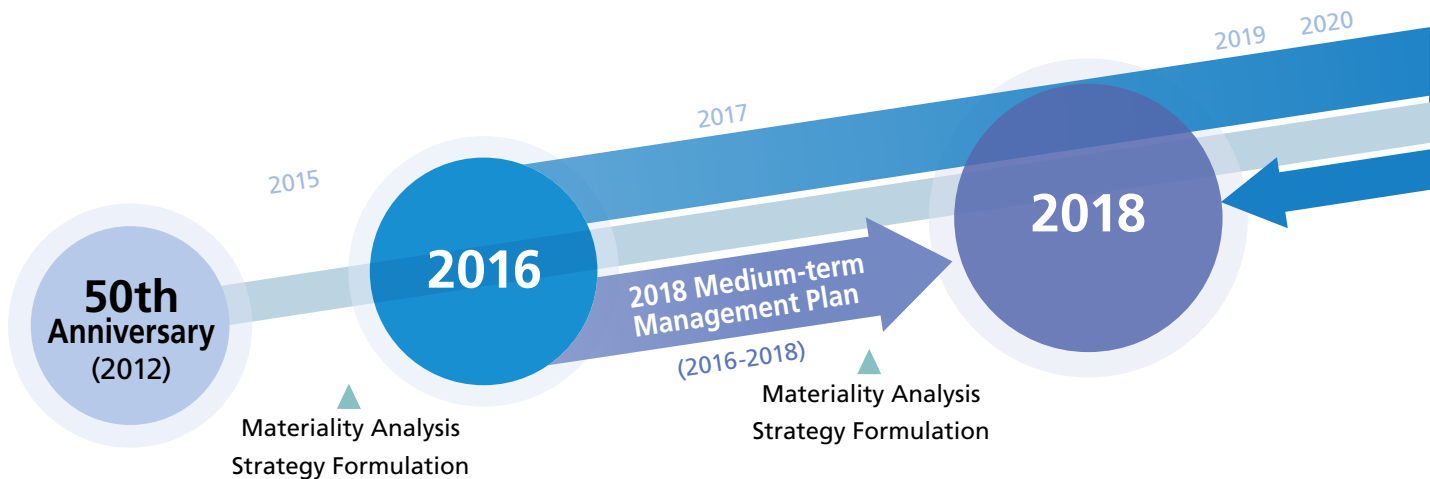 50th
Anniversary
(2012)
2015
2016
2017
2018 Medium-term
Management Plan
(2016-2018)
2018
2019
2020
Materiality Analysis
Strategy Formulation
Materiality Analysis
Strategy Formulation